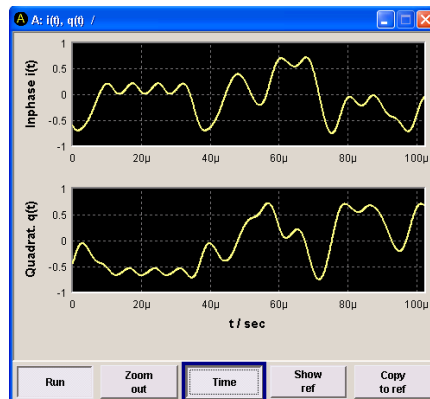 A A: i(t), q(t) /
Inphase i(t)
1
0.5
0
-0.5
-1
0 20µ 40µ 60µ 80µ 100µ
Quadrat. q(t)
1
0.5
0
-0.5
-1
0 20µ 40µ 60µ 80µ 100µ
t / sec
Run
Zoom
out
Time
Show
ref
Copy
to ref